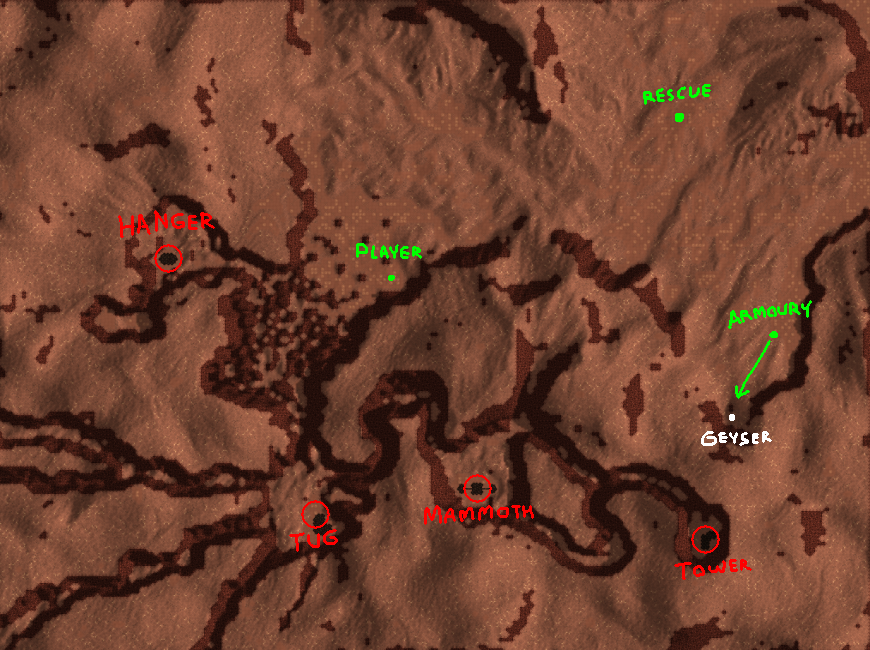 RESCUE
HANGER
PLAYER
ARMOURY
GEYSER
MAMMOTH
TUG
TOWER